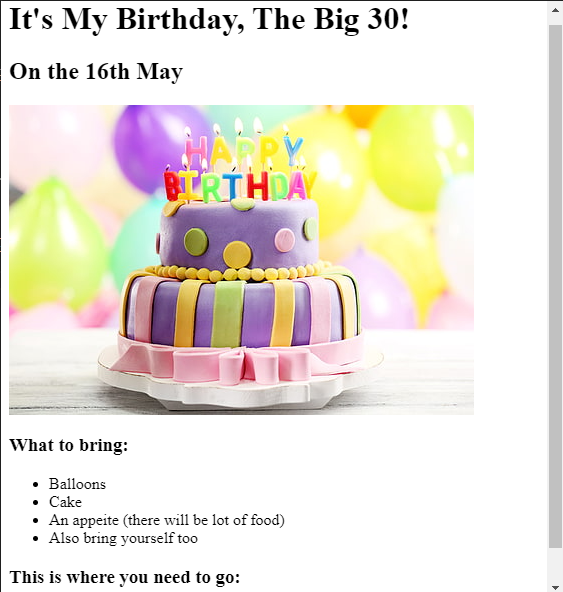 It's My Birthday, The Big 30!
On the 16th May
HAPPY
BIRTHDAY
What to bring:
Balloons
Cake
An appeite (there will be lot of food)
Also bring yourself too
This is where you need to go: